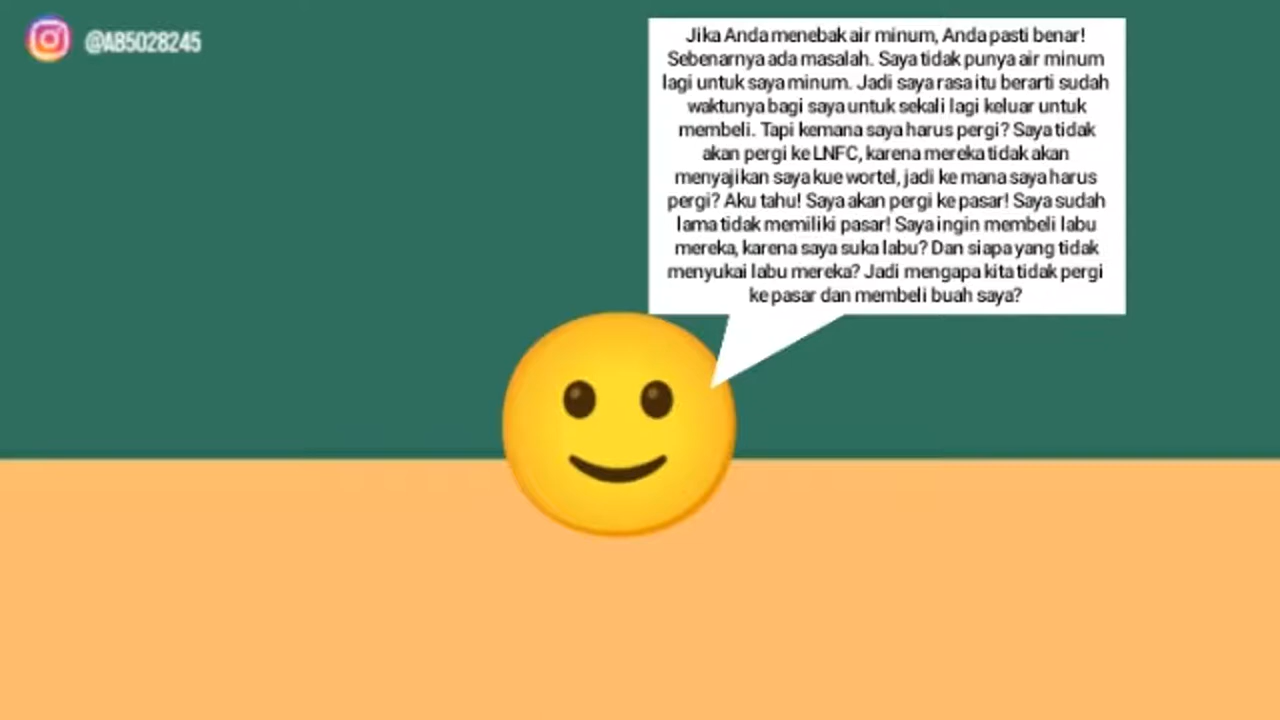 @AB5028245
Jika Anda menebak air minum, Anda pasti benar!
Sebenarnya ada masalah. Saya tidak punya air minum
lagi untuk saya minum. Jadi saya rasa itu berarti sudah
waktunya bagi saya untuk sekali lagi keluar untuk
membeli. Tapi kemana saya harus pergi? Saya tidak
akan pergi ke LNFC, karena mereka tidak akan
menyajikan saya kue wortel, jadi ke mana saya harus
pergi? Aku tahu! Saya akan pergi ke pasar! Saya sudah
lama tidak memiliki pasar! Saya ingin membeli labu
mereka, karena saya suka labu? Dan siapa yang tidak
menyukai labu mereka? Jadi mengapa kita tidak pergi
ke pasar dan membeli buah saya?